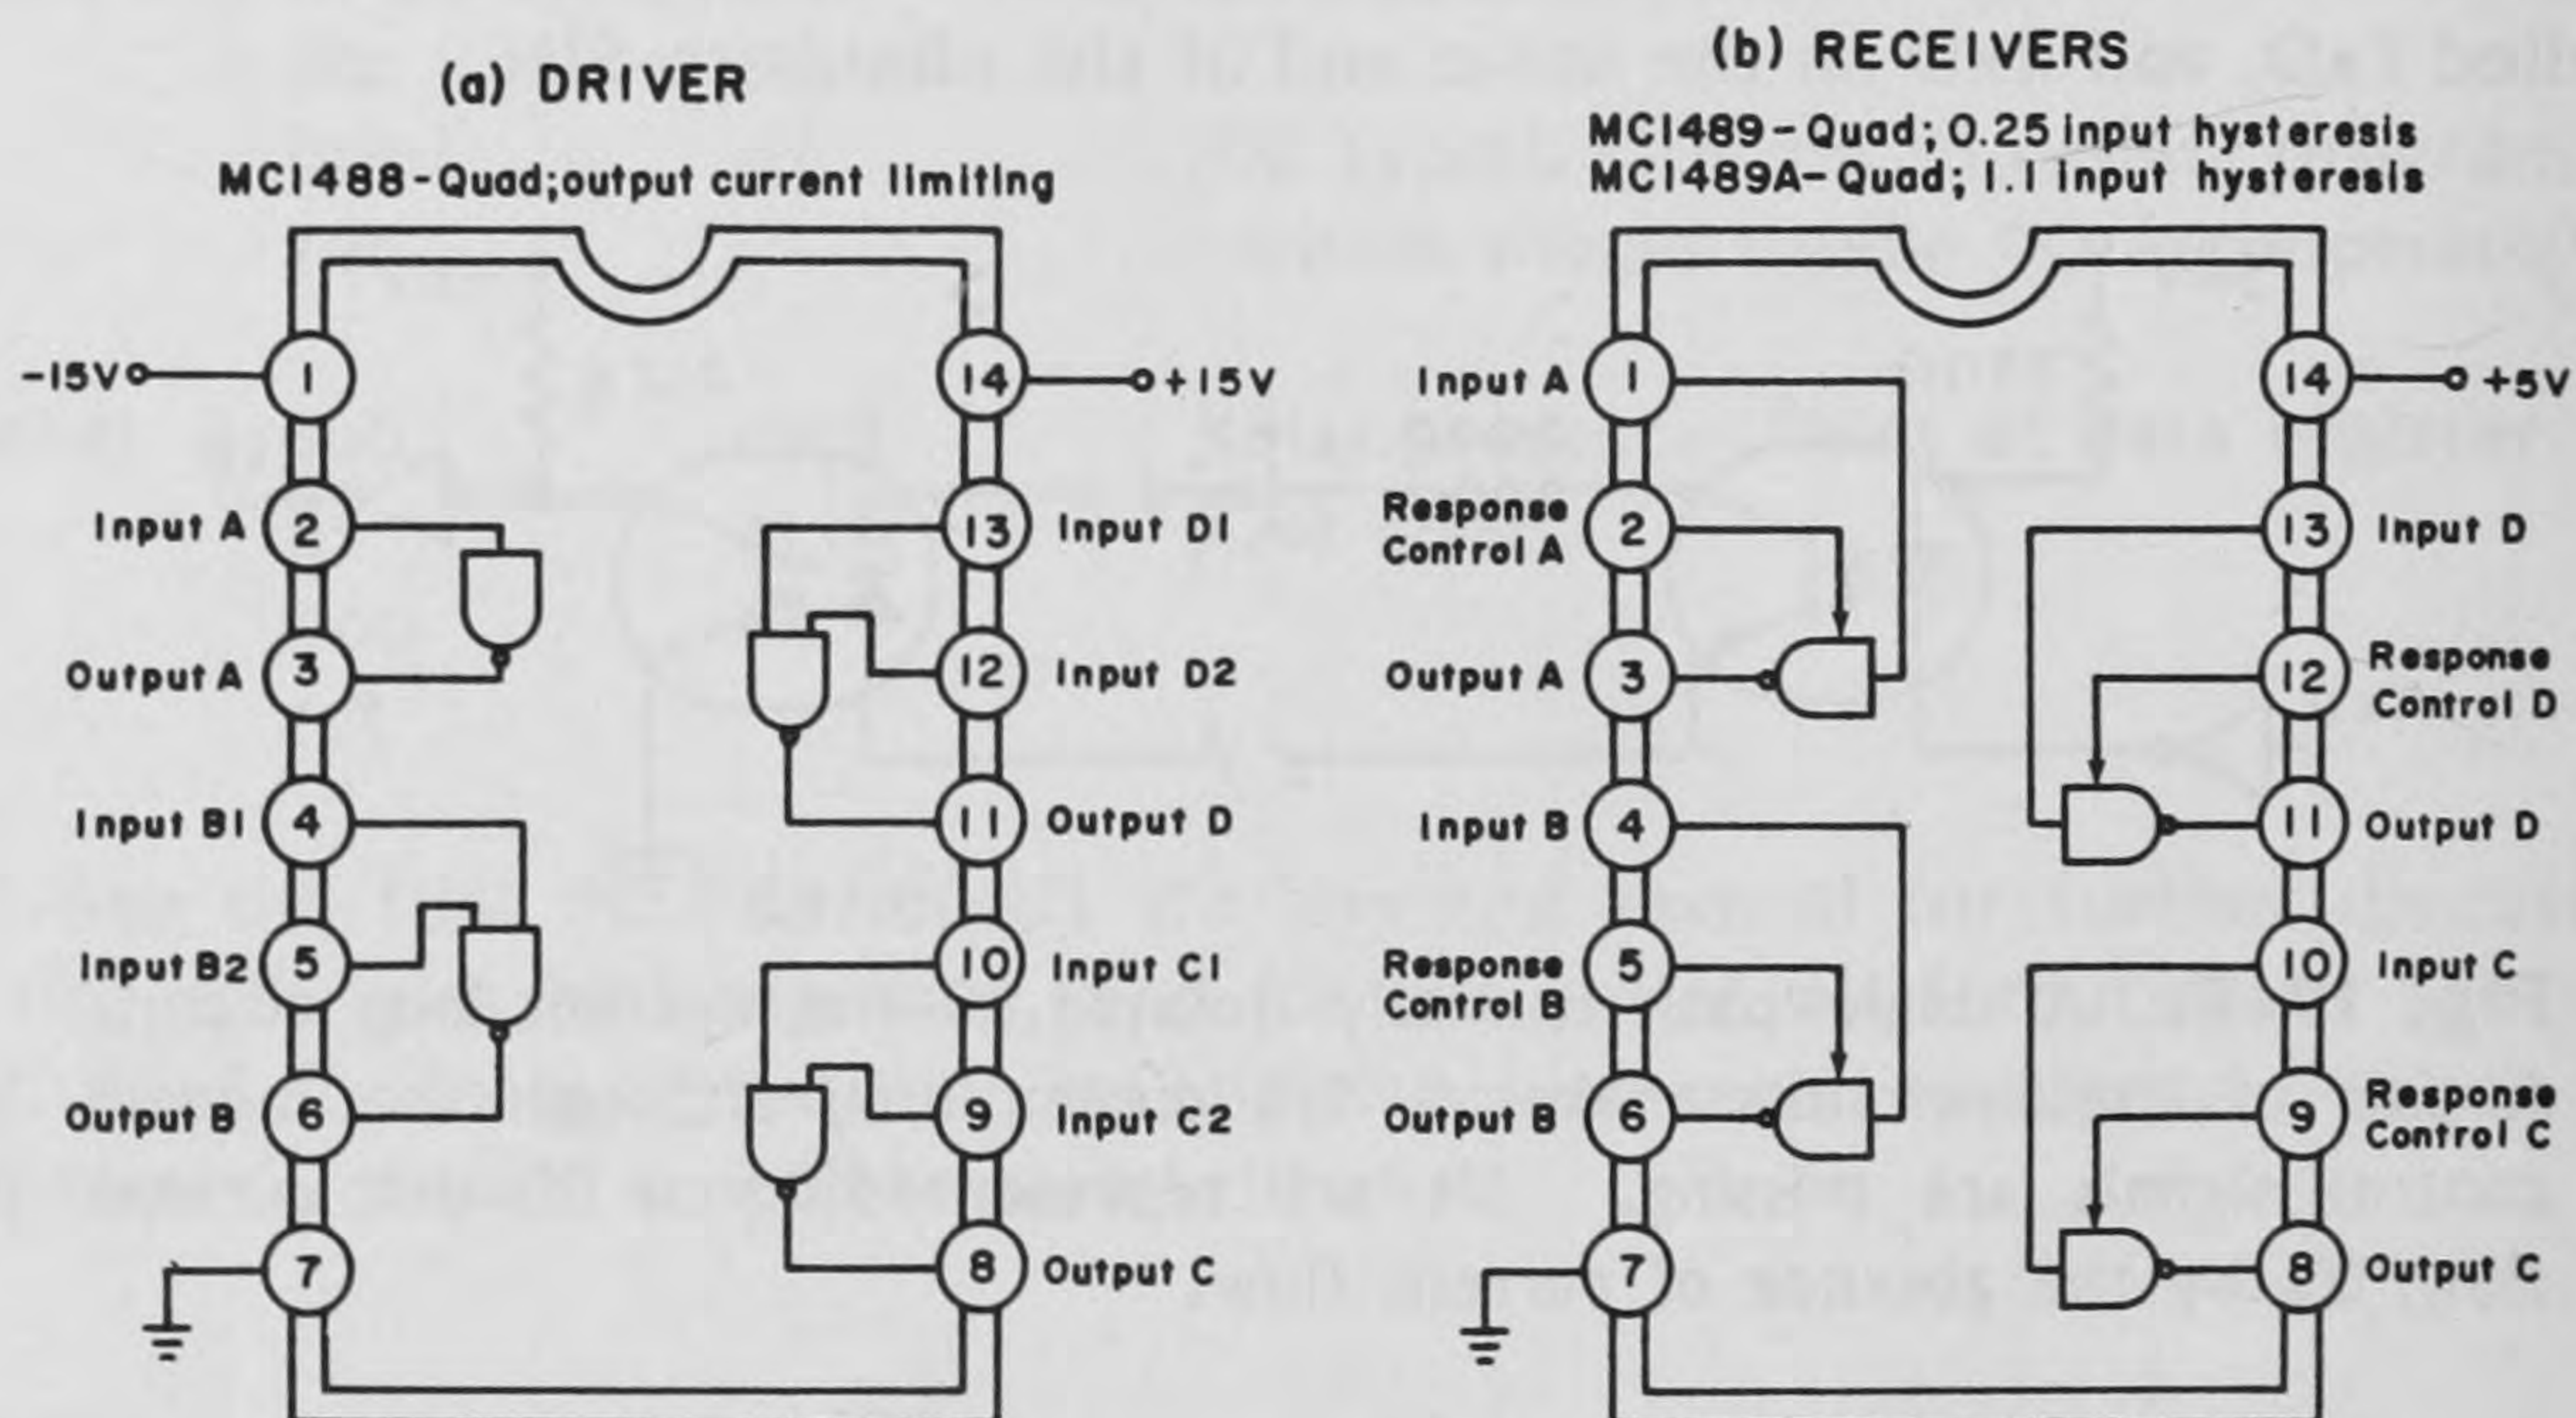 (a) DRIVER
MC1488-Quad;output current limiting
-15V
1
14
+15V
Input A
2
13
Input D1
Output A
3
12
Input D2
Input B1
4
11
Output D
Input B2
5
10
Input C1
Output B
6
9
Input C2
7
8
Output C
(b) RECEIVERS
MC1489-Quad; 0.25 input hysteresis
MC1489A-Quad; 1.1 input hysteresis
Input A
1
14
+5V
Response
Control A
2
13
Input D
Output A
3
12
Response
Control D
Input B
4
11
Output D
Response
Control B
5
10
Input C
Output B
6
9
Response
Control C
7
8
Output C